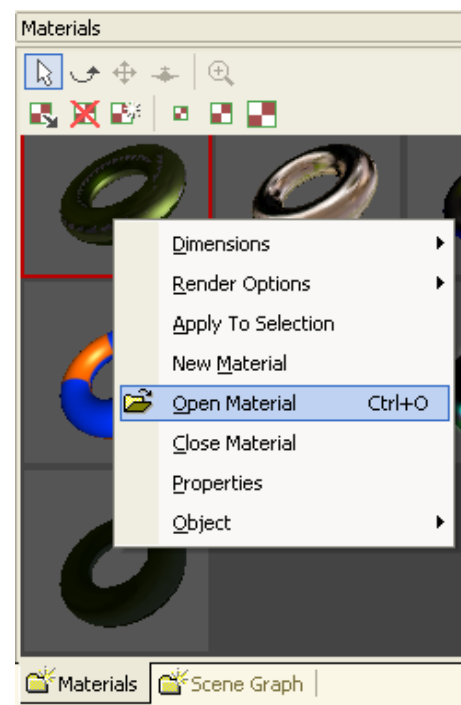 Materials
Dimensions
Render Options
Apply To Selection
New Material
Open Material Ctrl+O
Close Material
Properties
Object
Materials Scene Graph